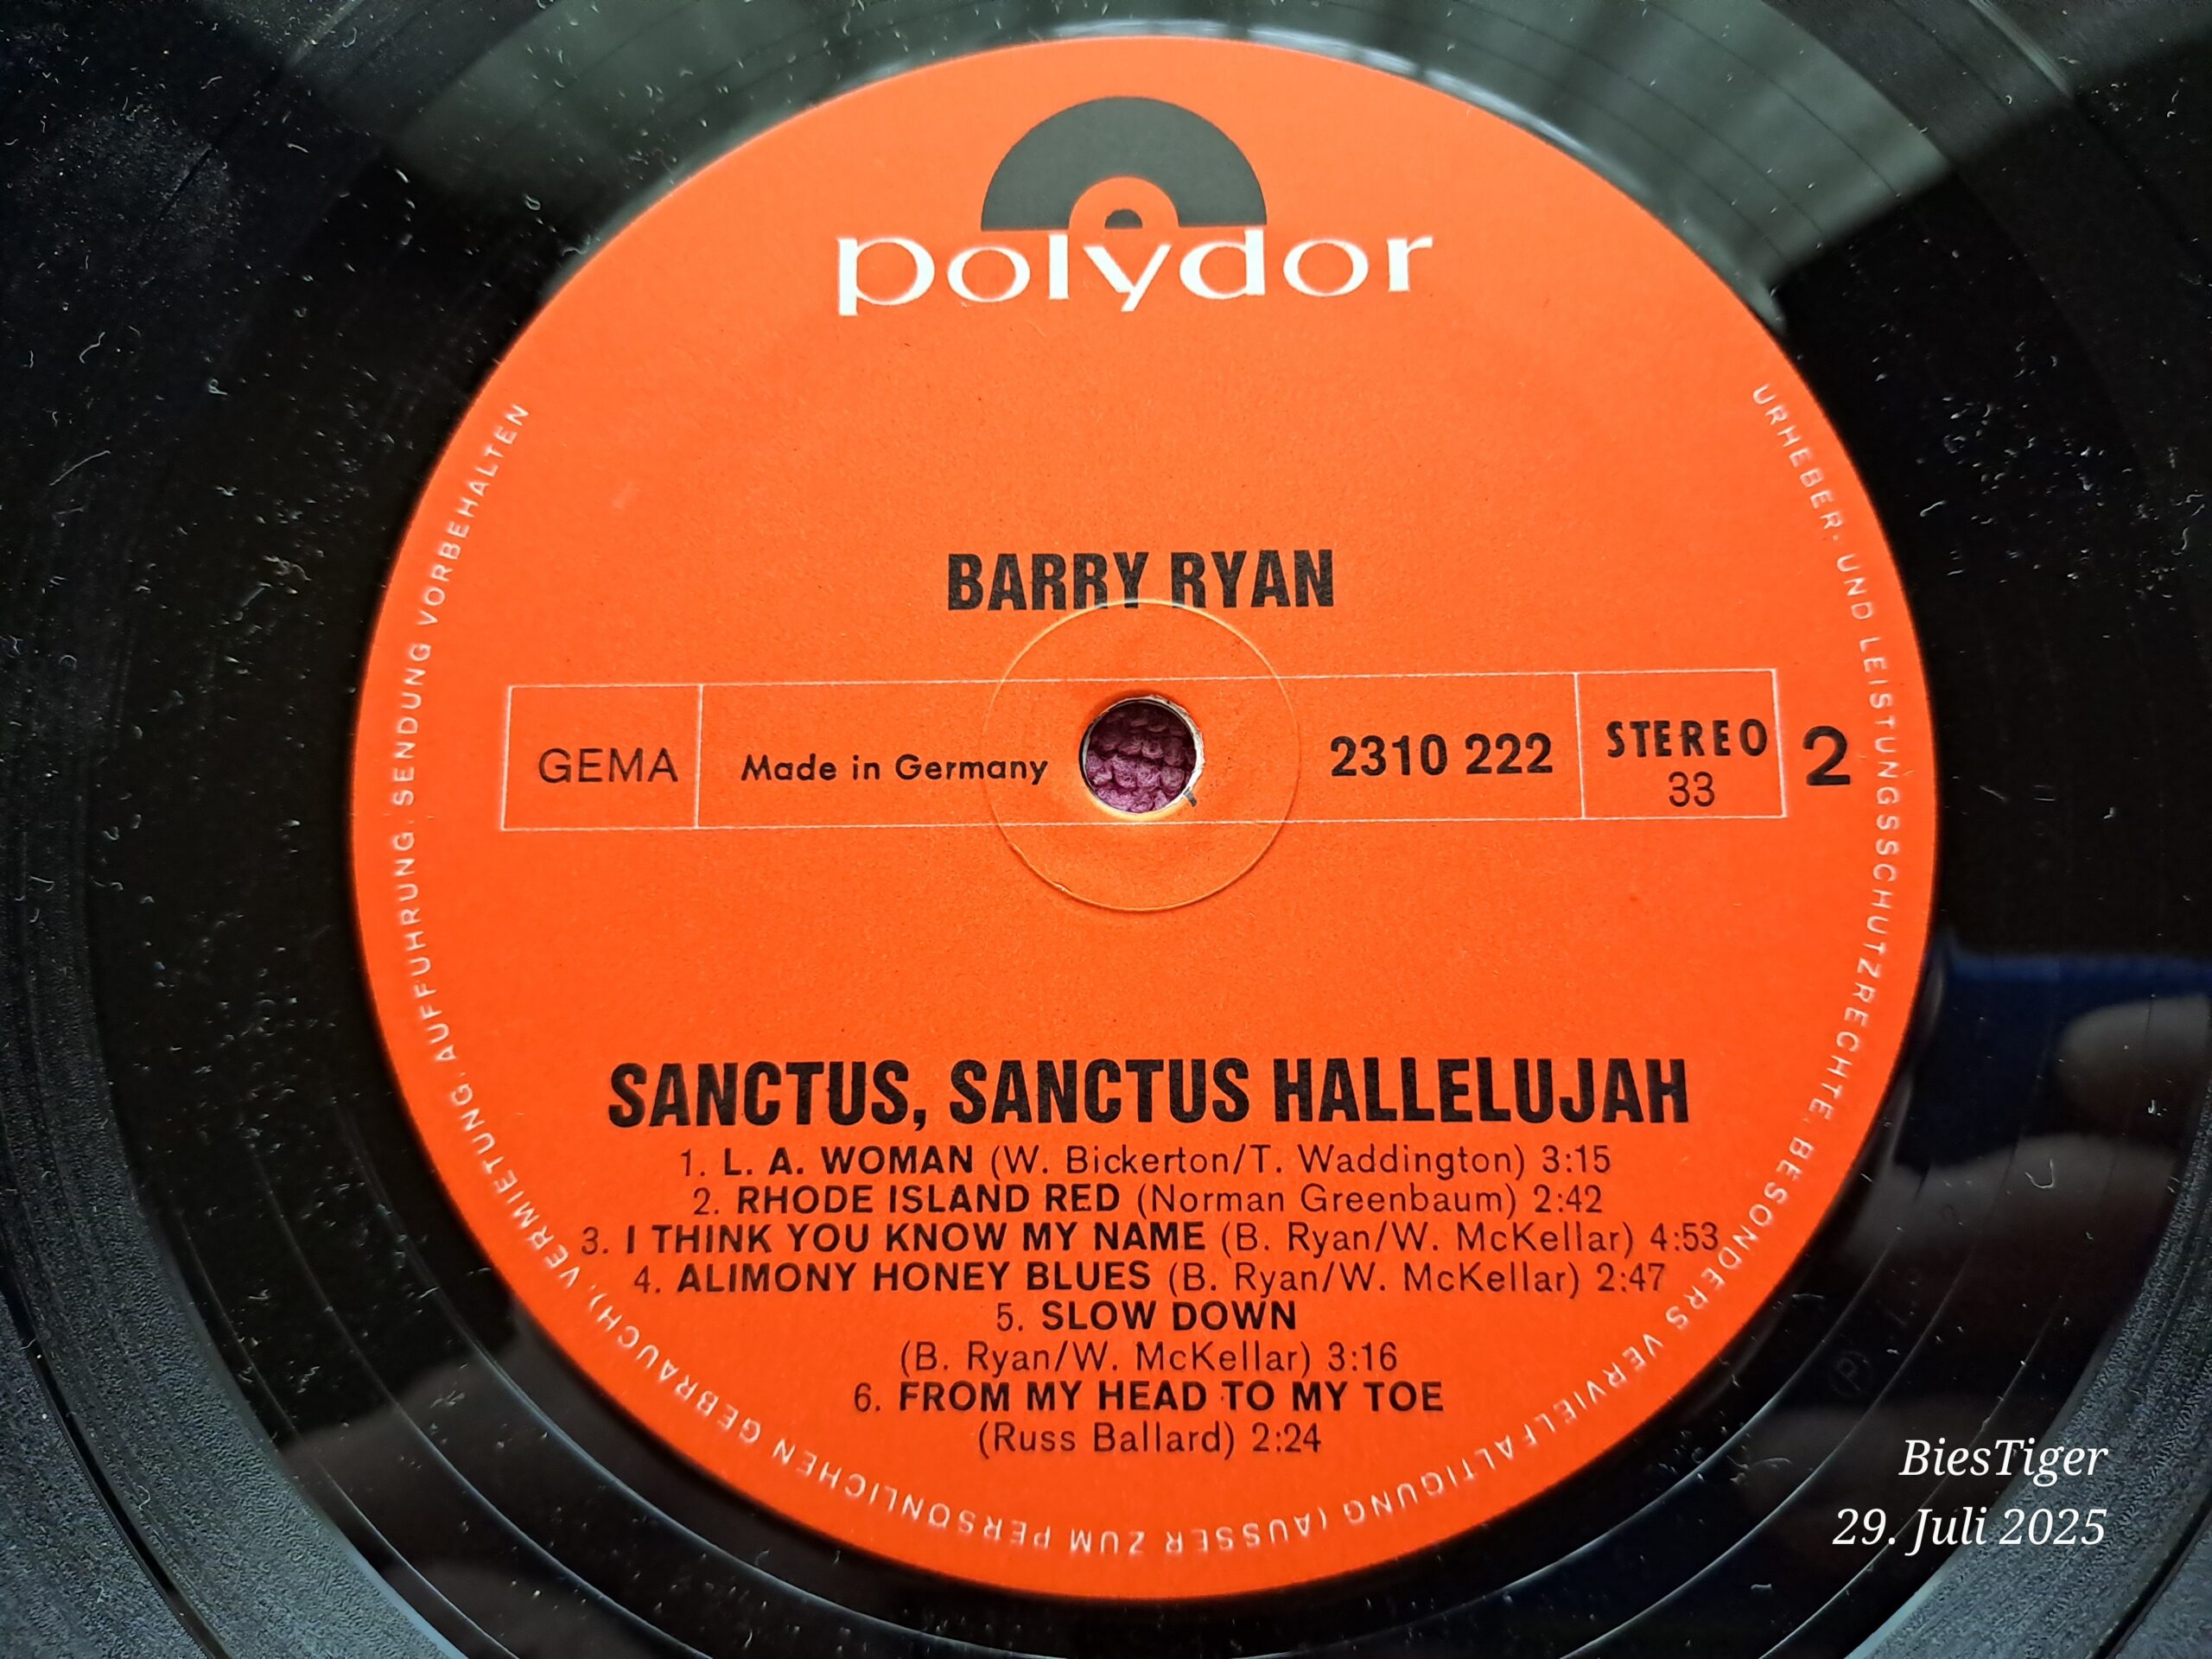 polydor
BARRY RYAN
GEMA
Made in Germany
2310 222
STEREO
33
2
SANCTUS, SANCTUS HALLELUJAH
1. L. A. WOMAN (W. Bickerton/T. Waddington) 3:15
2. RHODE ISLAND RED (Norman Greenbaum) 2:42
3. I THINK YOU KNOW MY NAME (B. Ryan/W. McKellar) 4:53
4. ALIMONY HONEY BLUES (B. Ryan/W. McKellar) 2:47
5. SLOW DOWN
(B. Ryan/W. McKellar) 3:16
6. FROM MY HEAD TO MY TOE
(Russ Ballard) 2:24
URHEBER- UND LEISTUNGSSCHUTZRECHTE, BESONDERS VERVIELFÄLTIGUNG (AUSSER ZUM PERSÖNLICHEN GEBRAUCH), VERMIETUNG, AUFFÜHRUNG, SENDUNG VORBEHALTEN
BiesTiger
29. Juli 2025